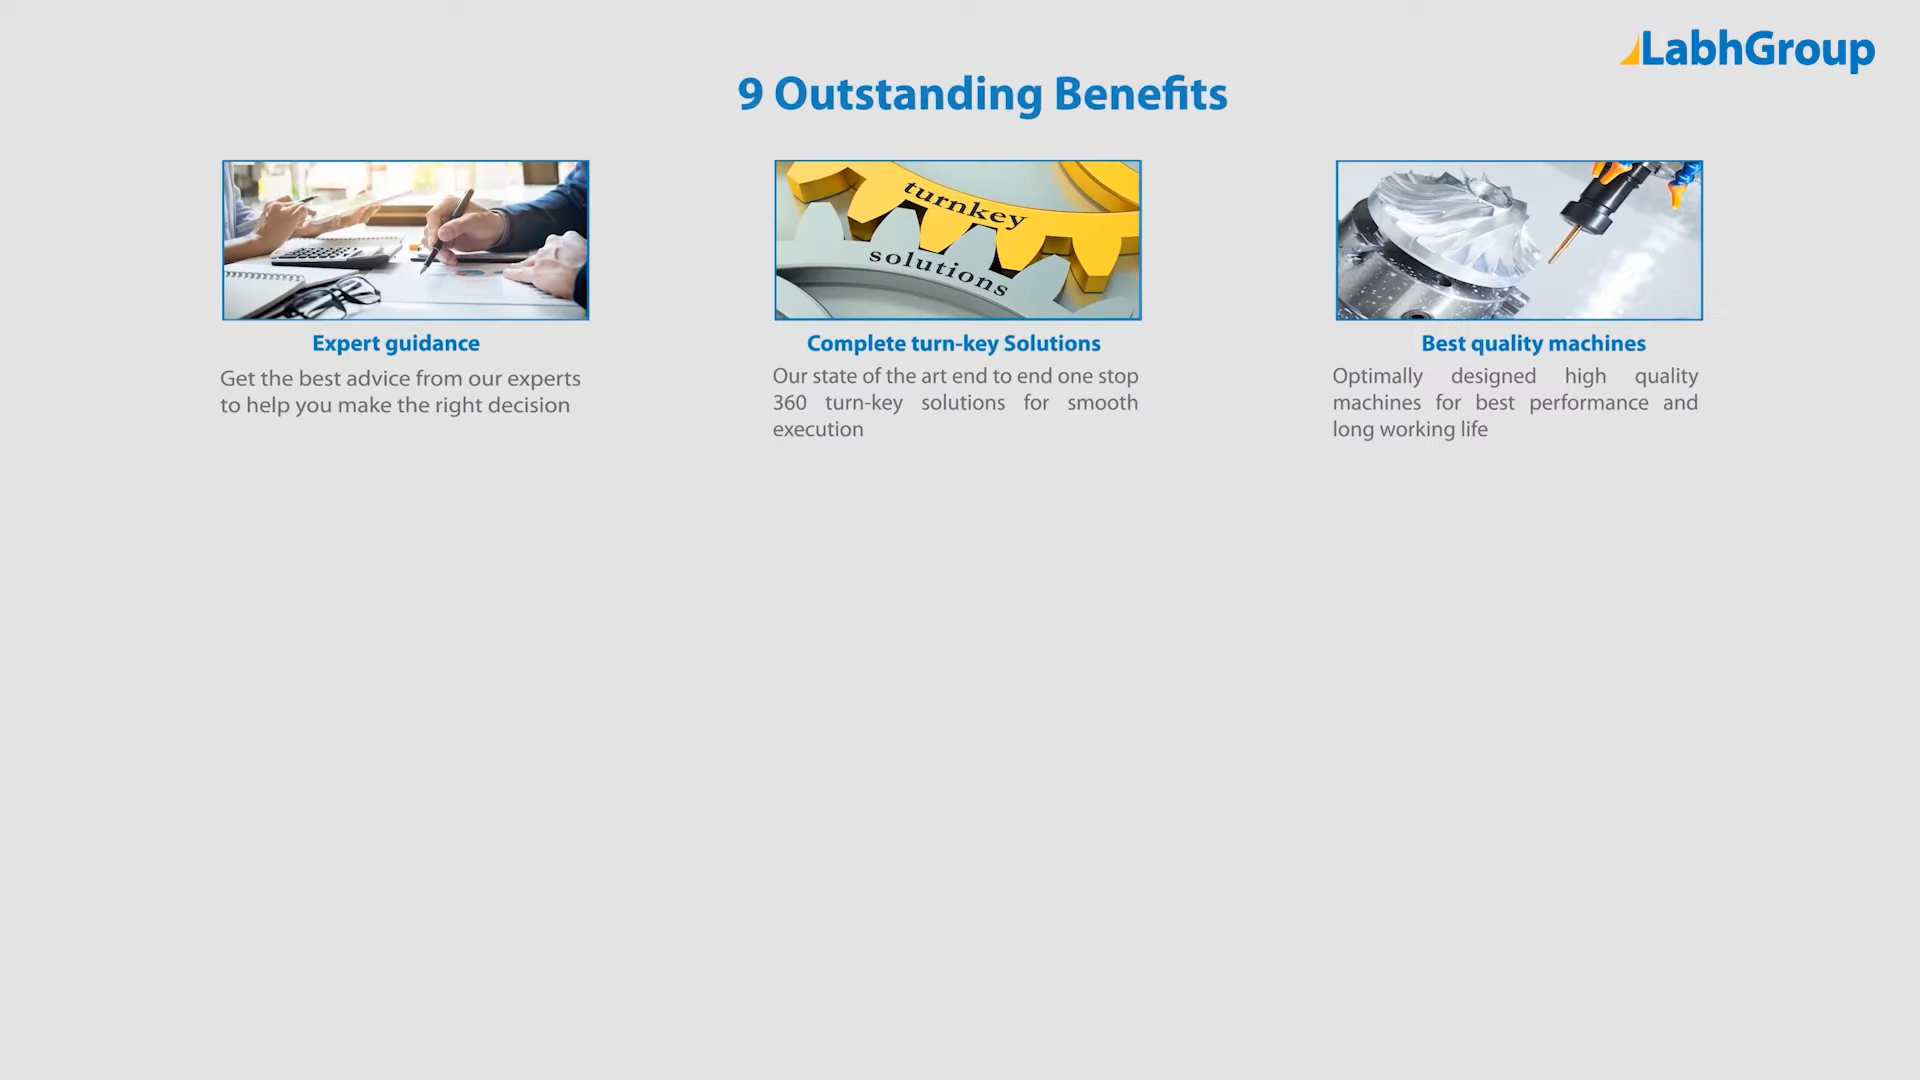 LabhGroup
9 Outstanding Benefits
turnkey
solutions
Expert guidance
Get the best advice from our experts
to help you make the right decision
Complete turn-key Solutions
Our state of the art end to end one stop
360 turn-key solutions for smooth
execution
Best quality machines
Optimally designed high quality
machines for best performance and
long working life